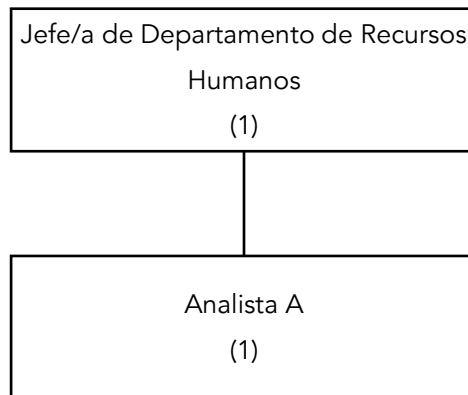 Jefe/a de Departamento de Recursos
Humanos
(1)
Analista A
(1)